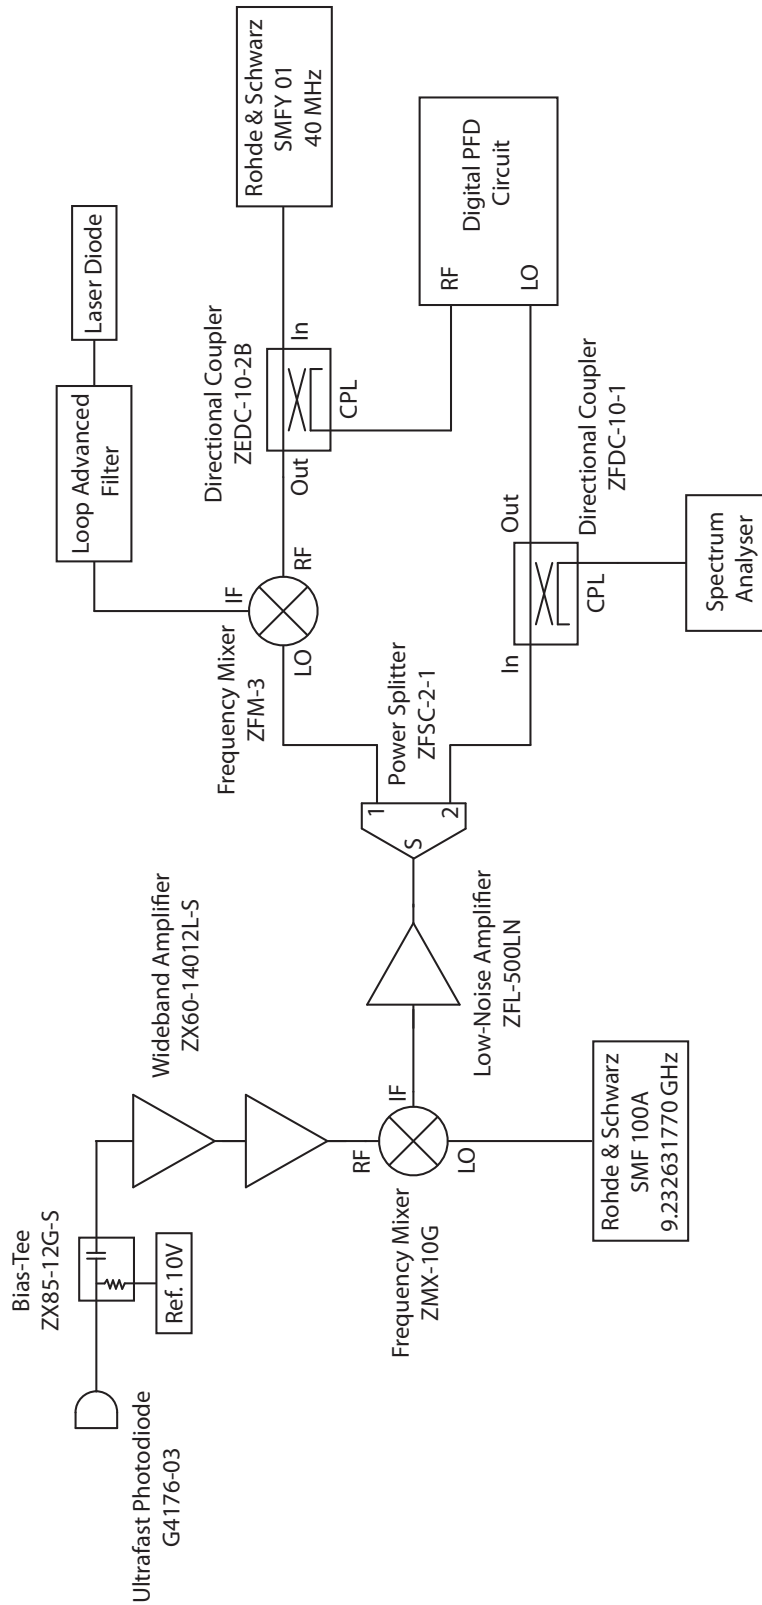 Ultrafast Photodiode
G4176-03
Bias-Tee
ZX85-12G-S
Ref. 10V
Wideband Amplifier
ZX60-14012L-S
RF
IF
LO
Frequency Mixer
ZMX-10G
Rohde & Schwarz
SMF 100A
9.232631770 GHz
Low-Noise Amplifier
ZFL-500LN
S
1
2
Power Splitter
ZFSC-2-1
Frequency Mixer
ZFM-3
LO
IF
RF
Loop Advanced
Filter
Laser Diode
Directional Coupler
ZEDC-10-2B
Out
In
CPL
Rohde & Schwarz
SMFY 01
40 MHz
Digital PFD
Circuit
RF
LO
In
Out
CPL
Directional Coupler
ZFDC-10-1
Spectrum
Analyser